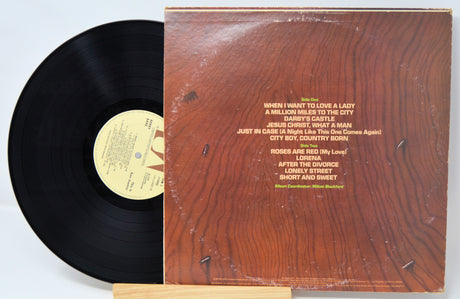 Side One
WHEN I WANT TO LOVE A LADY
A MILLION MILES TO THE CITY
DARBY'S CASTLE
JESUS CHRIST, WHAT A MAN
JUST IN CASE (A Night Like This One Comes Again)
CITY BOY, COUNTRY BORN
Side Two
ROSES ARE RED (My Love)
LORENA
AFTER THE DIVORCE
LONELY STREET
SHORT AND SWEET
Album Coordination: Milton Blackford